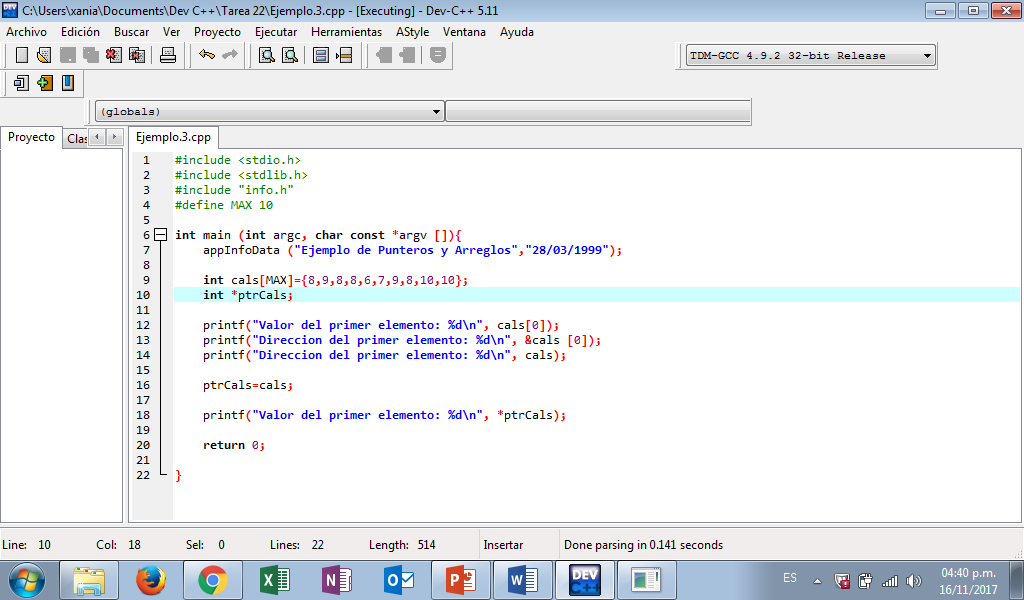 C:\Users\xania\Documents\Dev C++\Tarea 22\Ejemplo.3.cpp - [Executing] - Dev-C++ 5.11
Archivo Edición Buscar Ver Proyecto Ejecutar Herramientas AStyle Ventana Ayuda
TDM-GCC 4.9.2 32-bit Release
(globals)
Proyecto Clas Ejemplo.3.cpp
1 #include <stdio.h>
2 #include <stdlib.h>
3 #include "info.h"
4 #define MAX 10
5
6 int main (int argc, char const *argv []){
7 appInfoData ("Ejemplo de Punteros y Arreglos","28/03/1999");
8
9 int cals[MAX]={8,9,8,8,6,7,9,8,10,10};
10 int *ptrCals;
11
12 printf("Valor del primer elemento: %d\n", cals[0]);
13 printf("Direccion del primer elemento: %d\n", &cals [0]);
14 printf("Direccion del primer elemento: %d\n", cals);
15
16 ptrCals=cals;
17
18 printf("Valor del primer elemento: %d\n", *ptrCals);
19
20 return 0;
21
22 }
Line: 10 Col: 18 Sel: 0 Lines: 22 Length: 514 Insertar Done parsing in 0.141 seconds
ES 04:40 p.m.
16/11/2017